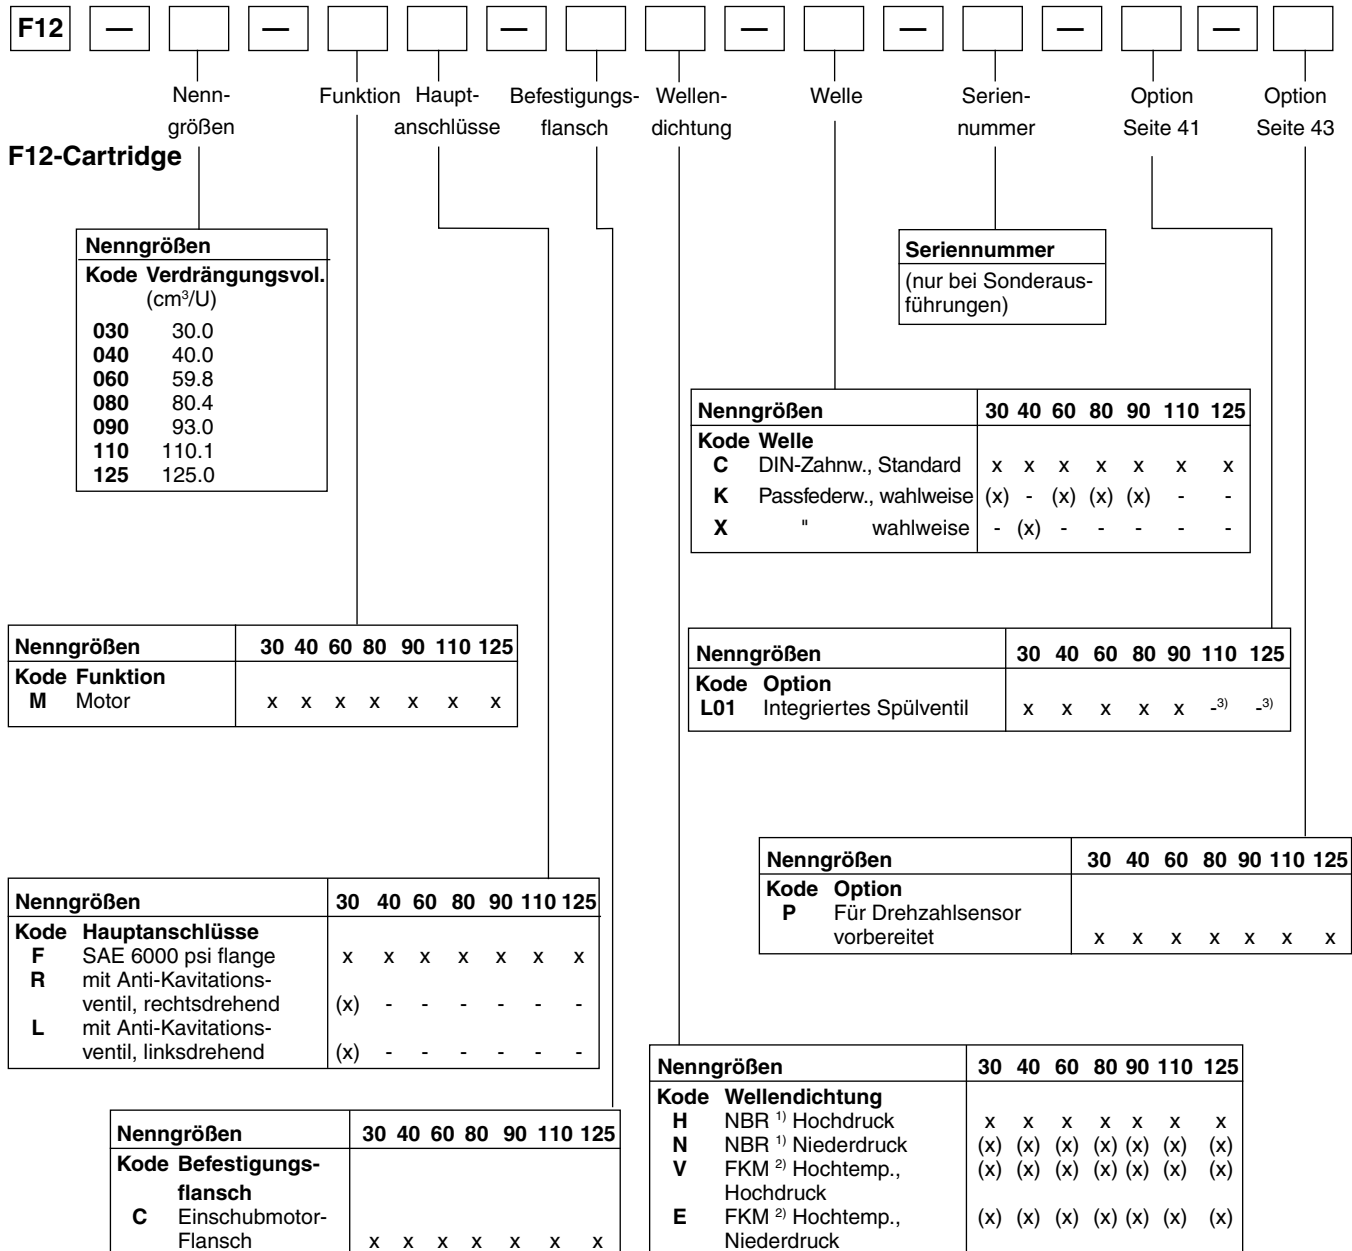 F12 — — — — — — —
Nenn-
größen
Funktion
Haupt-
anschlüsse
Befestigungs-
flansch
Wellen-
dichtung
Welle
Serien-
nummer
Option
Seite 41
Option
Seite 43
F12-Cartridge
Nenngrößen
Kode Verdrängungsvol.
(cm³/U)
030 30.0
040 40.0
060 59.8
080 80.4
090 93.0
110 110.1
125 125.0
Seriennummer
(nur bei Sonderaus-
führungen)
Nenngrößen 30 40 60 80 90 110 125
Kode Welle
C DIN-Zahnw., Standard x x x x x x x
K Passfederw., wahlweise (x) - (x) (x) (x) - -
X " wahlweise - (x) - - - - -
Nenngrößen 30 40 60 80 90 110 125
Kode Funktion
M Motor x x x x x x x
Nenngrößen 30 40 60 80 90 110 125
Kode Option
L01 Integriertes Spülventil x x x x x -³⁾ -³⁾
Nenngrößen 30 40 60 80 90 110 125
Kode Option
P Für Drehzahlsensor
vorbereitet x x x x x x x
Nenngrößen 30 40 60 80 90 110 125
Kode Hauptanschlüsse
F SAE 6000 psi flange x x x x x x x
R mit Anti-Kavitations-
ventil, rechtsdrehend (x) - - - - - -
L mit Anti-Kavitations-
ventil, linksdrehend (x) - - - - - -
Nenngrößen 30 40 60 80 90 110 125
Kode Wellendichtung
H NBR ¹⁾ Hochdruck x x x x x x x
N NBR ¹⁾ Niederdruck (x) (x) (x) (x) (x) (x) (x)
V FKM ²⁾ Hochtemp., (x) (x) (x) (x) (x) (x) (x)
Hochdruck
E FKM ²⁾ Hochtemp., (x) (x) (x) (x) (x) (x) (x)
Niederdruck
Nenngrößen 30 40 60 80 90 110 125
Kode Befestigungs-
flansch
C Einschubmotor-
Flansch x x x x x x x